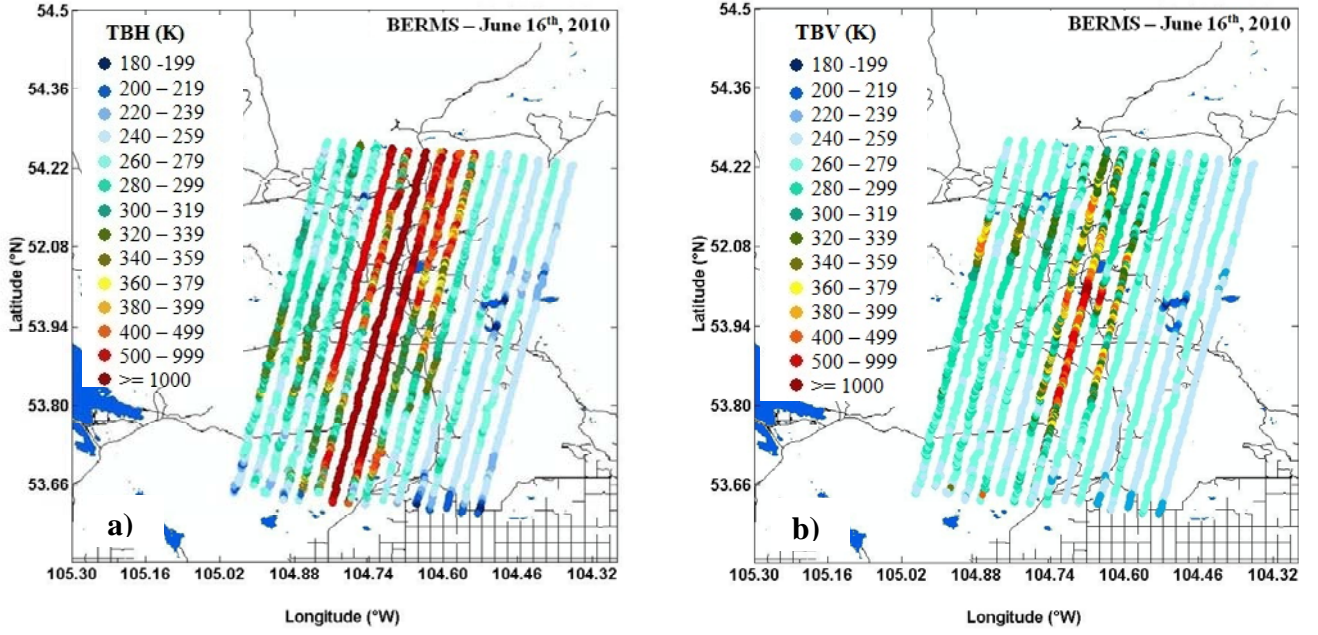 54.5
54.36
54.22
52.08
53.94
53.80
53.66
Latitude (°N)
BERMS – June 16th, 2010
TBH (K)
180 -199
200 – 219
220 – 239
240 – 259
260 – 279
280 – 299
300 – 319
320 – 339
340 – 359
360 – 379
380 – 399
400 – 499
500 – 999
>= 1000
a)
105.30 105.16 105.02 104.88 104.74 104.60 104.46 104.32
Longitude (°W)
54.5
54.36
54.22
52.08
53.94
53.80
53.66
Latitude (°N)
BERMS – June 16th, 2010
TBV (K)
180 -199
200 – 219
220 – 239
240 – 259
260 – 279
280 – 299
300 – 319
320 – 339
340 – 359
360 – 379
380 – 399
400 – 499
500 – 999
>= 1000
b)
105.30 105.16 105.02 104.88 104.74 104.60 104.46 104.32
Longitude (°W)